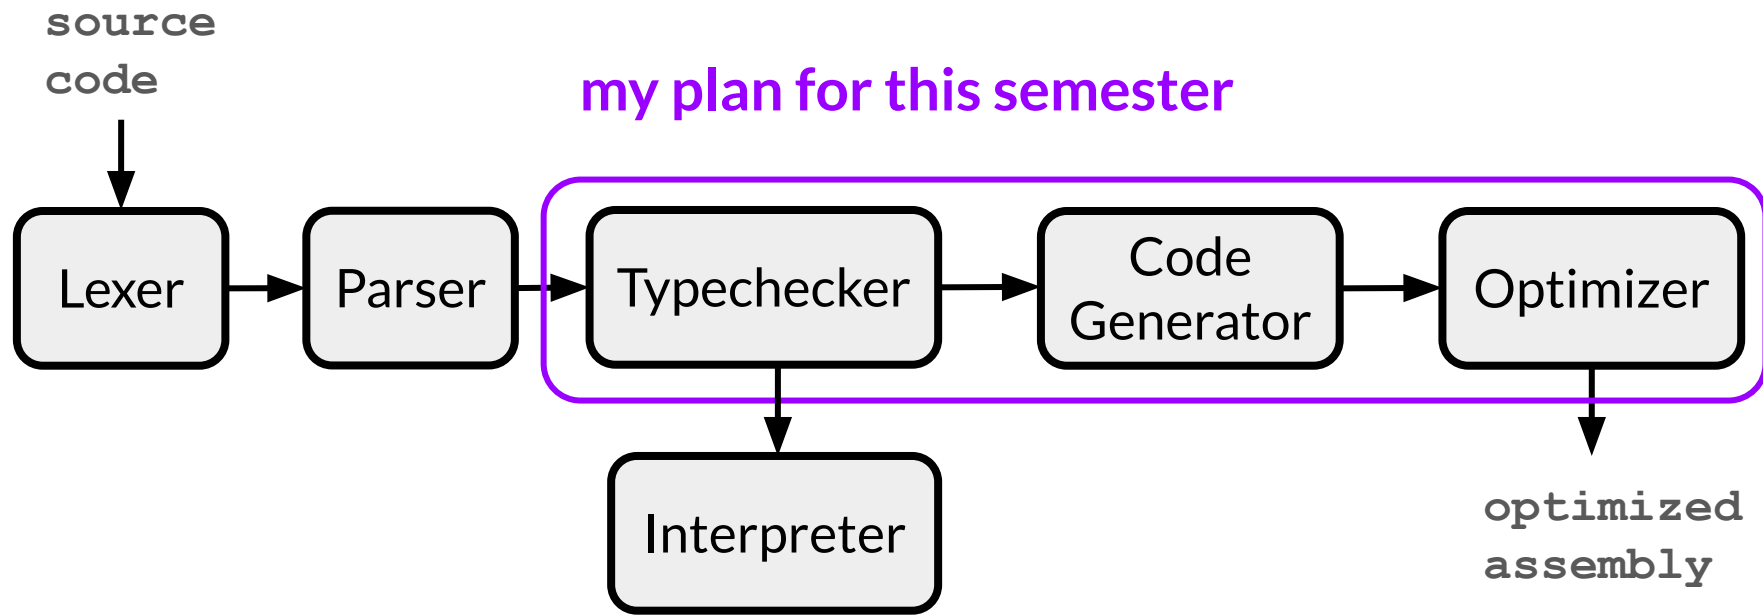 source
code
my plan for this semester
Lexer
Parser
Typechecker
Code
Generator
Optimizer
Interpreter
optimized
assembly